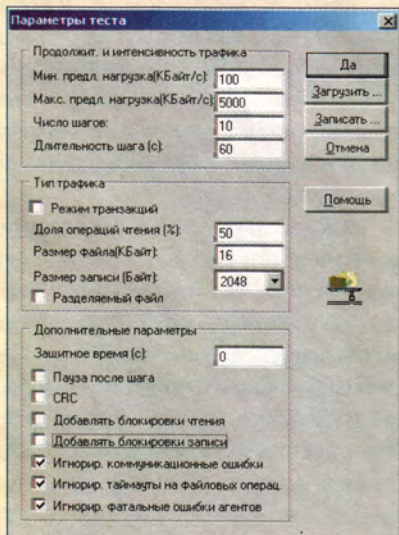 Параметры теста
Продолжит. и интенсивность трафика
Мин. предл. нагрузка(КБайт/с): 100
Макс. предл. нагрузка(КБайт/с): 5000
Число шагов: 10
Длительность шага (с): 60
Да
Загрузить ...
Записать ...
Отмена
Помощь
Тип трафика
Режим транзакций
Доля операций чтения (%): 50
Размер файла(КБайт) 16
Размер записи (Байт): 2048
Разделяемый файл
Дополнительные параметры
Защитное время (с): 0
Пауза после шага
CRC
Добавлять блокировки чтения
Добавлять блокировки записи
Игнорир. коммуникационные ошибки
Игнорир. таймауты на файловых операц.
Игнорир. фатальные ошибки агентов